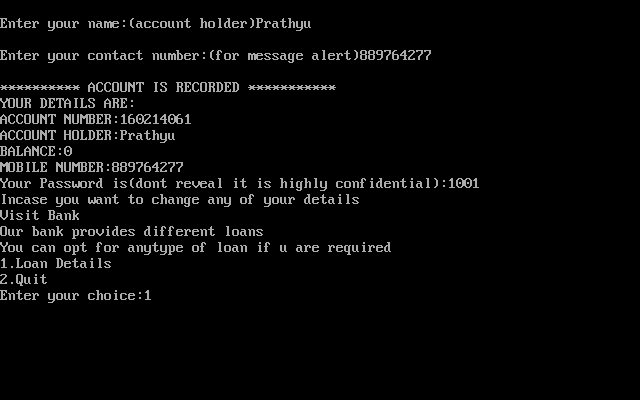 Enter your name:(account holder)Prathyu
Enter your contact number:(for message alert)889764277
********** ACCOUNT IS RECORDED ***********
YOUR DETAILS ARE:
ACCOUNT NUMBER:160214061
ACCOUNT HOLDER:Prathyu
BALANCE:0
MOBILE NUMBER:889764277
Your Password is(dont reveal it is highly confidential):1001
Incase you want to change any of your details
Visit Bank
Our bank provides different loans
You can opt for anytype of loan if u are required
1.Loan Details
2.Quit
Enter your choice:1